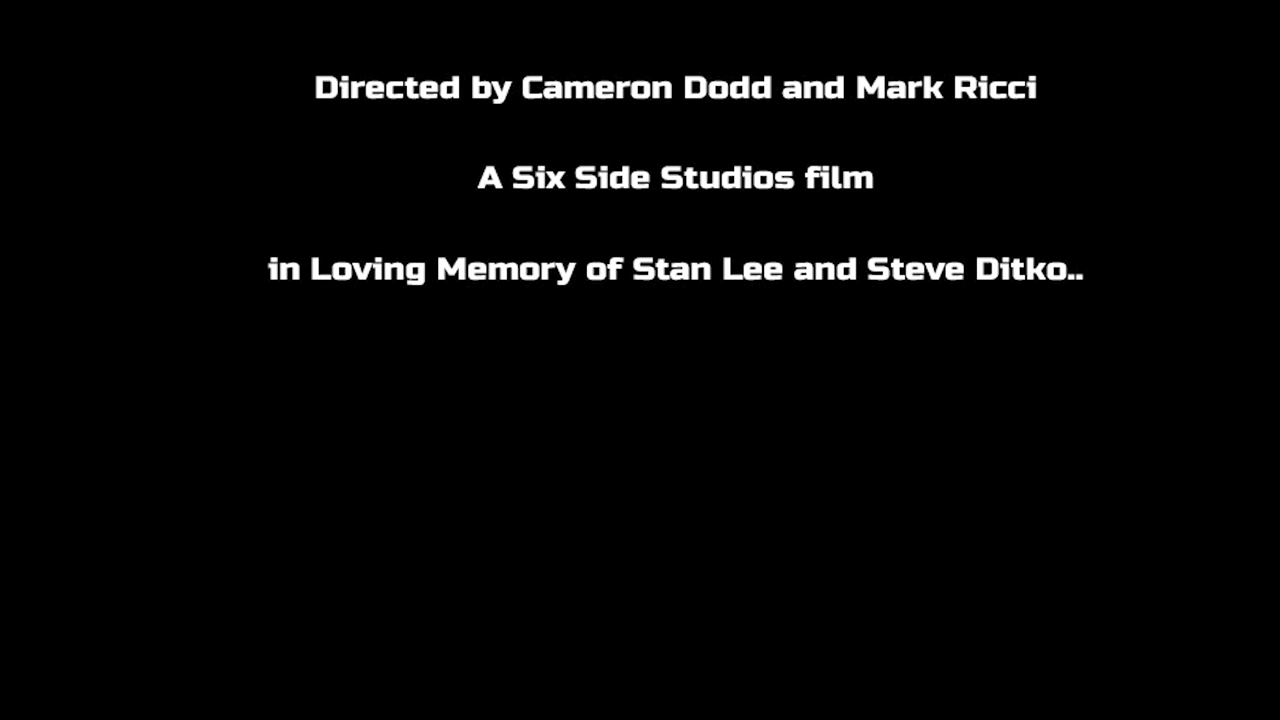 Directed by Cameron Dodd and Mark Ricci
A Six Side Studios film
in Loving Memory of Stan Lee and Steve Ditko..